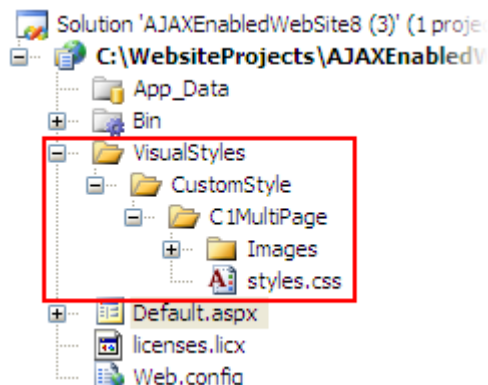 Solution 'AJAXEnabledWebSite8 (3)' (1 projec
C:\WebsiteProjects\AJAXEnabledW
App_Data
Bin
VisualStyles
CustomStyle
C1MultiPage
Images
styles.css
Default.aspx
licenses.licx
Web.config